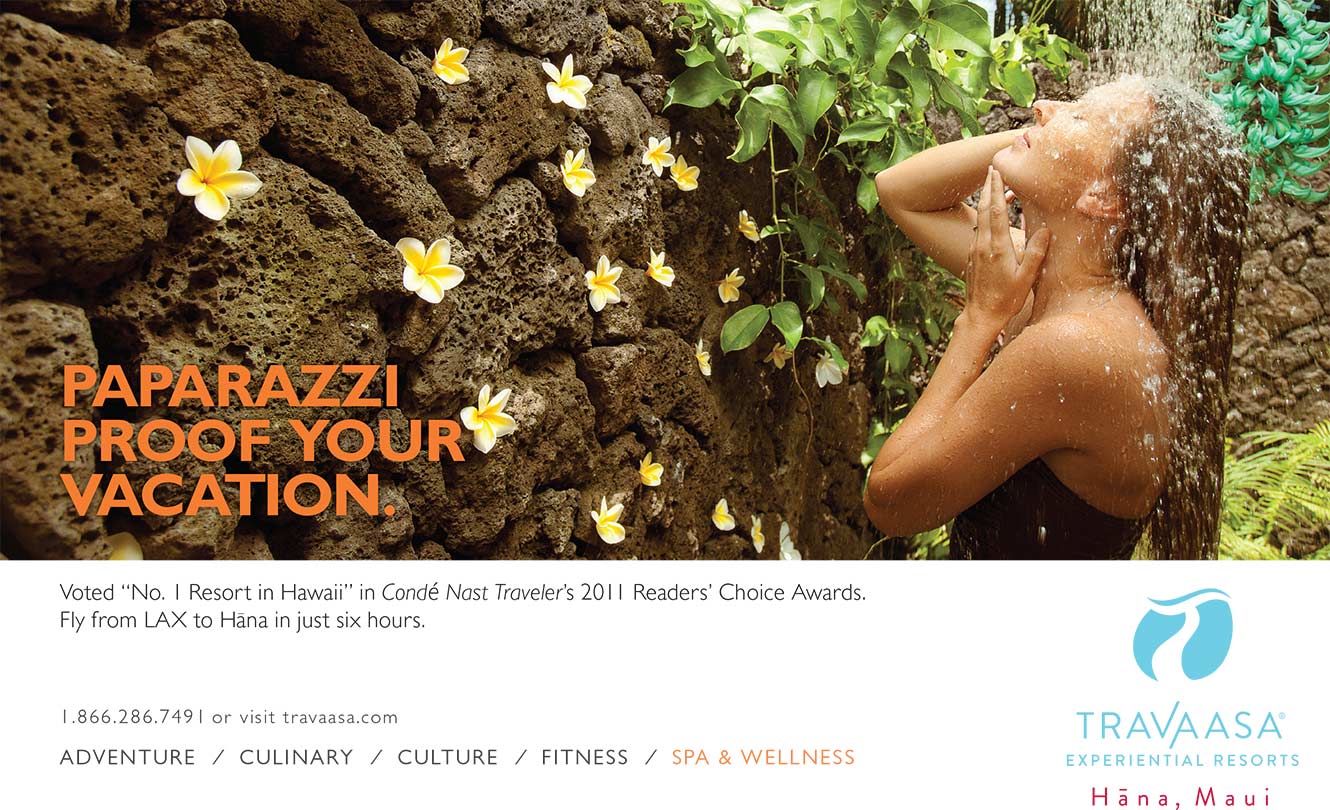 PAPARAZZI
PROOF YOUR
VACATION.
Voted “No. 1 Resort in Hawaii” in Condé Nast Traveler’s 2011 Readers’ Choice Awards.
Fly from LAX to Hāna in just six hours.
1.866.286.7491 or visit travaasa.com
ADVENTURE / CULINARY / CULTURE / FITNESS / SPA & WELLNESS
TRAVAASA®
EXPERIENTIAL RESORTS
Hāna, Maui